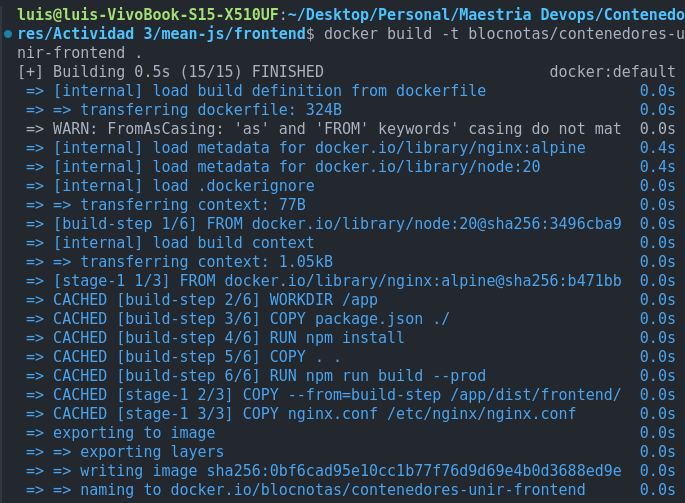 luis@luis-VivoBook-S15-X510UF:~/Desktop/Personal/Maestria Devops/Contenedo
res/Actividad 3/mean-js/frontend$ docker build -t blocnotas/contenedores-u
nir-frontend .
[+] Building 0.5s (15/15) FINISHED docker:default
=> [internal] load build definition from dockerfile 0.0s
=> => transferring dockerfile: 324B 0.0s
=> WARN: FromAsCasing: 'as' and 'FROM' keywords' casing do not mat 0.0s
=> [internal] load metadata for docker.io/library/nginx:alpine 0.4s
=> [internal] load metadata for docker.io/library/node:20 0.4s
=> [internal] load .dockerignore 0.0s
=> => transferring context: 77B 0.0s
=> [build-step 1/6] FROM docker.io/library/node:20@sha256:3496cba9 0.0s
=> [internal] load build context 0.0s
=> => transferring context: 1.05kB 0.0s
=> [stage-1 1/3] FROM docker.io/library/nginx:alpine@sha256:b471bb 0.0s
=> CACHED [build-step 2/6] WORKDIR /app 0.0s
=> CACHED [build-step 3/6] COPY package.json ./ 0.0s
=> CACHED [build-step 4/6] RUN npm install 0.0s
=> CACHED [build-step 5/6] COPY . . 0.0s
=> CACHED [build-step 6/6] RUN npm run build --prod 0.0s
=> CACHED [stage-1 2/3] COPY --from=build-step /app/dist/frontend/ 0.0s
=> CACHED [stage-1 3/3] COPY nginx.conf /etc/nginx/nginx.conf 0.0s
=> exporting to image 0.0s
=> => exporting layers 0.0s
=> => writing image sha256:0bf6cad95e10cc1b77f76d9d69e4b0d3688ed9e 0.0s
=> => naming to docker.io/blocnotas/contenedores-unir-frontend 0.0s